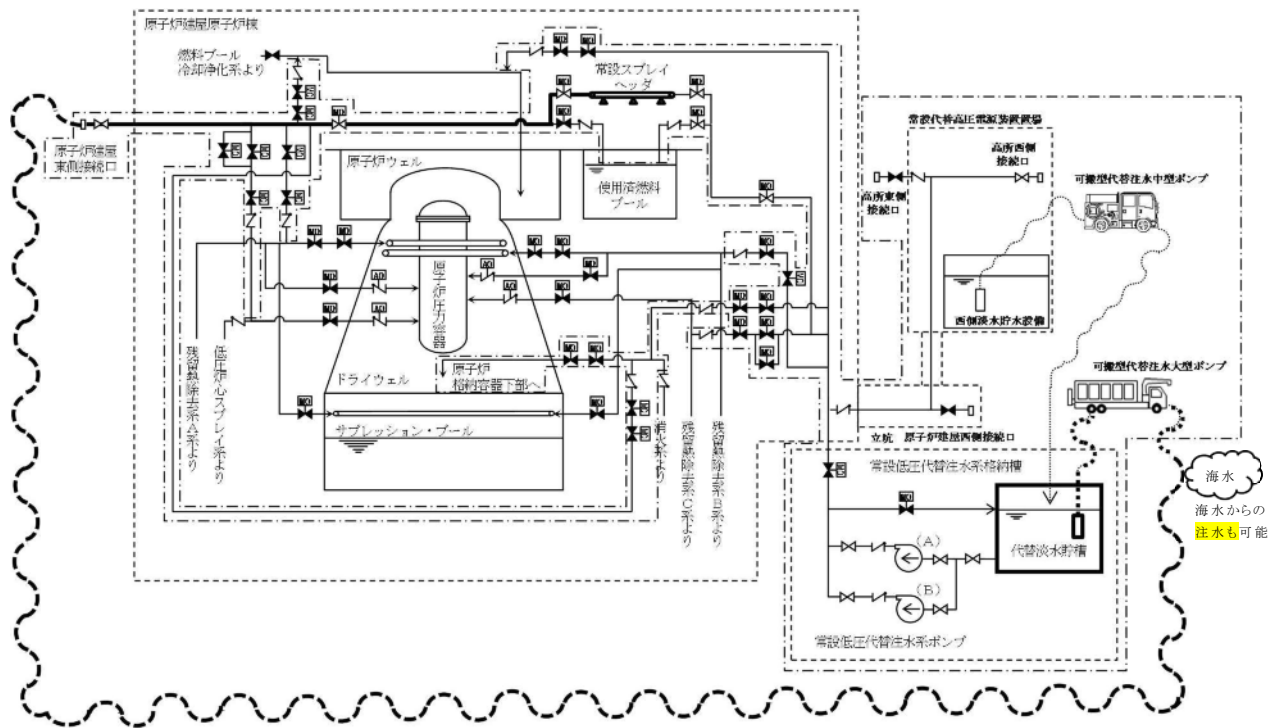 原子炉建屋原子炉棟
燃料プール
冷却浄化系より
常設スプレイ
ヘッダ
原子炉建屋
東側接続口
原子炉ウェル
使用済燃料
プール
原子炉圧力容器
ドライウェル
原子炉
格納容器下部へ
サプレッション・プール
残留熱除去系A系より
低圧炉心スプレイ系より
消火系より
残留熱除去系C系より
残留熱除去系B系より
常設代替高圧電源装置置場
高所西側
接続口
高所東側
接続口
西側淡水貯水設備
可搬型代替注水中型ポンプ
可搬型代替注水大型ポンプ
立坑 原子炉建屋西側接続口
常設低圧代替注水系格納槽
代替淡水貯槽
(A)
(B)
常設低圧代替注水系ポンプ
海水
海水からの
注水も可能